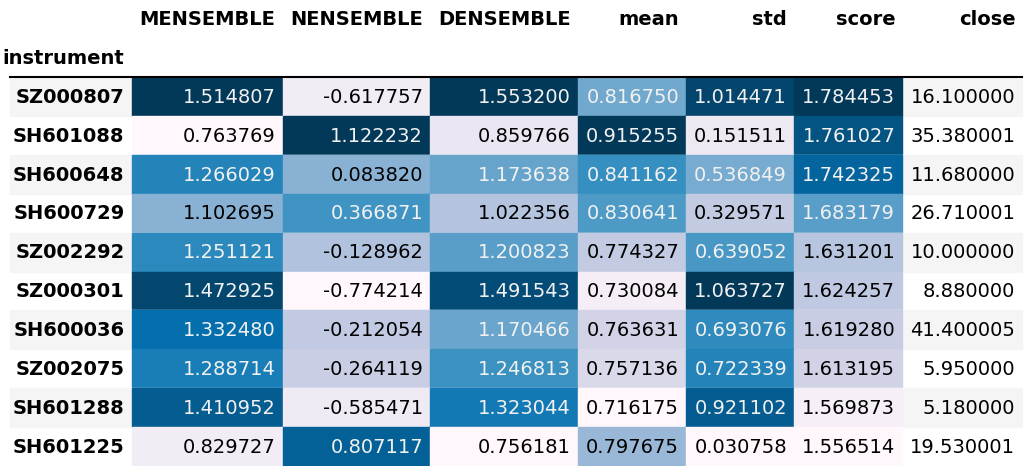 MENSEMBLE NENSEMBLE DENSEMBLE mean std score close
instrument
SZ000807 1.514807 -0.617757 1.553200 0.816750 1.014471 1.784453 16.100000
SH601088 0.763769 1.122232 0.859766 0.915255 0.151511 1.761027 35.380001
SH600648 1.266029 0.083820 1.173638 0.841162 0.536849 1.742325 11.680000
SH600729 1.102695 0.366871 1.022356 0.830641 0.329571 1.683179 26.710001
SZ002292 1.251121 -0.128962 1.200823 0.774327 0.639052 1.631201 10.000000
SZ000301 1.472925 -0.774214 1.491543 0.730084 1.063727 1.624257 8.880000
SH600036 1.332480 -0.212054 1.170466 0.763631 0.693076 1.619280 41.400005
SZ002075 1.288714 -0.264119 1.246813 0.757136 0.722339 1.613195 5.950000
SH601288 1.410952 -0.585471 1.323044 0.716175 0.921102 1.569873 5.180000
SH601225 0.829727 0.807117 0.756181 0.797675 0.030758 1.556514 19.530001